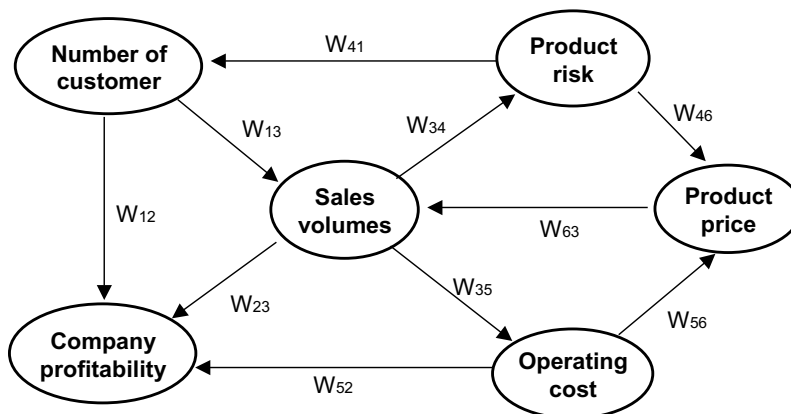 Number of
customer
W41
Product
risk
W13
W34
W46
Sales
volumes
Product
price
W12
W63
W23
W35
W56
Company
profitability
W52
Operating
cost